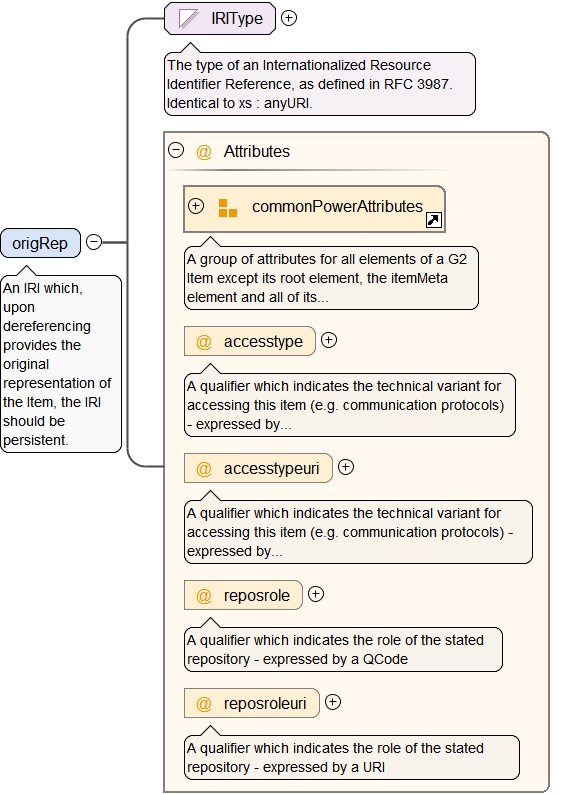 IRIType
The type of an Internationalized Resource
Identifier Reference, as defined in RFC 3987.
Identical to xs : anyURI.
@ Attributes
commonPowerAttributes
A group of attributes for all elements of a G2
Item except its root element, the itemMeta
element and all of its...
origRep
An IRI which,
upon
dereferencing
provides the
original
representation of
the Item, the IRI
should be
persistent.
@ accesstype
A qualifier which indicates the technical variant for
accessing this item (e.g. communication protocols)
- expressed by...
@ accesstypeuri
A qualifier which indicates the technical variant for
accessing this item (e.g. communication protocols) -
expressed by...
@ reposrole
A qualifier which indicates the role of the stated
repository - expressed by a QCode
@ reposroleuri
A qualifier which indicates the role of the stated
repository - expressed by a URI